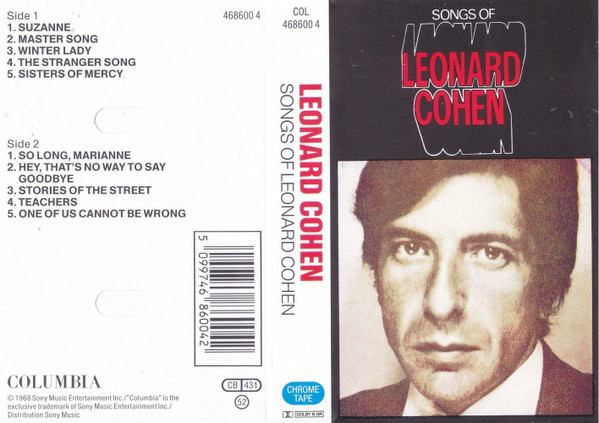 Side 1
468600 4
1. SUZANNE
2. MASTER SONG
3. WINTER LADY
4. THE STRANGER SONG
5. SISTERS OF MERCY
Side 2
1. SO LONG, MARIANNE
2. HEY, THAT'S NO WAY TO SAY
GOODBYE
3. STORIES OF THE STREET
4. TEACHERS
5. ONE OF US CANNOT BE WRONG
5 099746 860042
COLUMBIA
CB 431
52
© 1968 Sony Music Entertainment Inc./"Columbia" is the
exclusive trademark of Sony Music Entertainment Inc./
Distribution Sony Music
COL
468600 4
LEONARD COHEN
SONGS OF LEONARD COHEN
CHROME
TAPE
DOLBY B NR
SONGS OF
LEONARD
COHEN